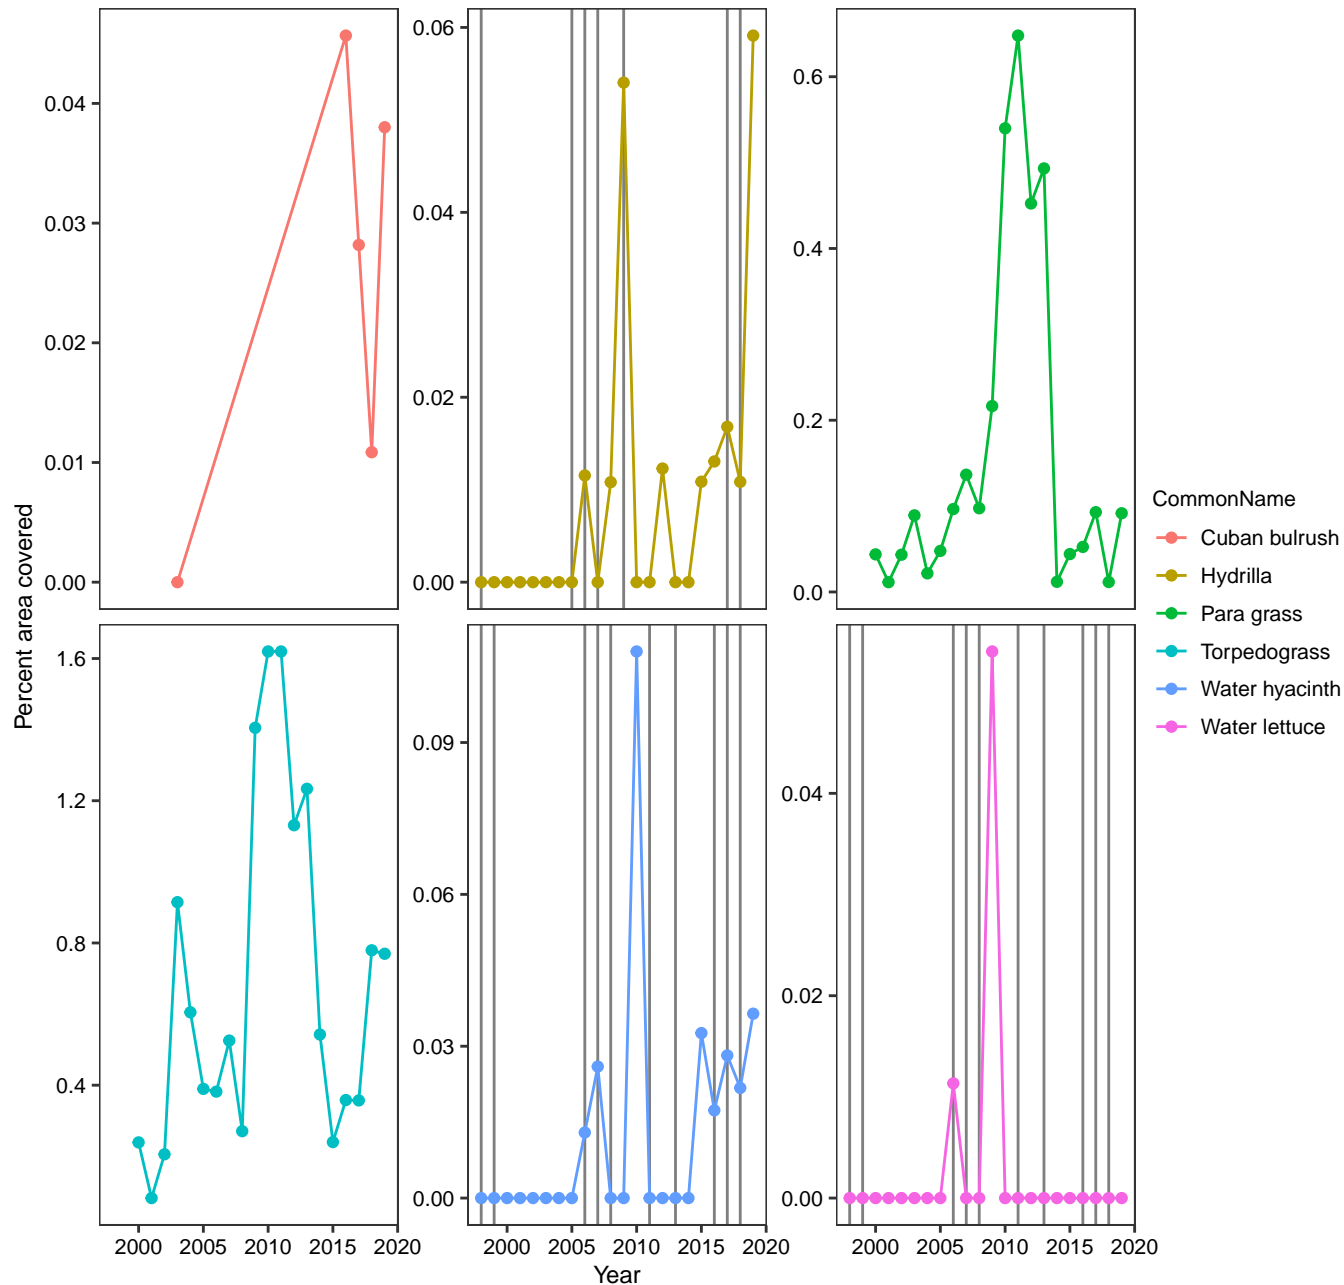 Percent area covered
0.04
0.03
0.02
0.01
0.00
0.06
0.04
0.02
0.00
0.6
0.4
0.2
0.0
1.6
1.2
0.8
0.4
0.09
0.06
0.03
0.00
0.04
0.02
0.00
2000 2005 2010 2015 2020
2000 2005 2010 2015 2020
2000 2005 2010 2015 2020
Year
CommonName
Cuban bulrush
Hydrilla
Para grass
Torpedograss
Water hyacinth
Water lettuce